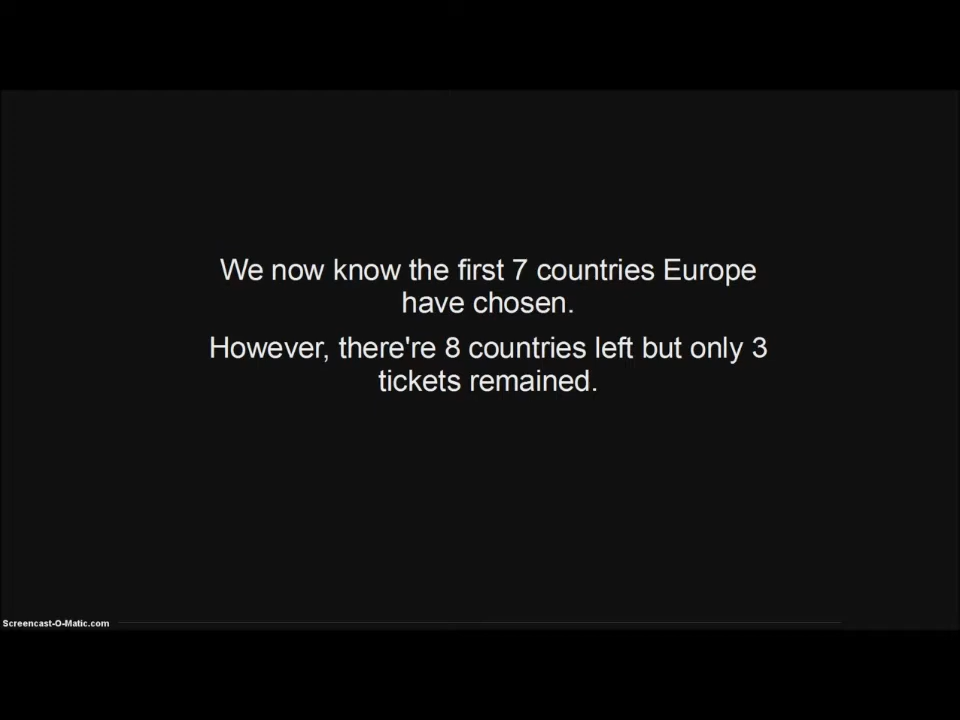 We now know the first 7 countries Europe
have chosen.
However, there're 8 countries left but only 3
tickets remained.
Screencast-O-Matic.com